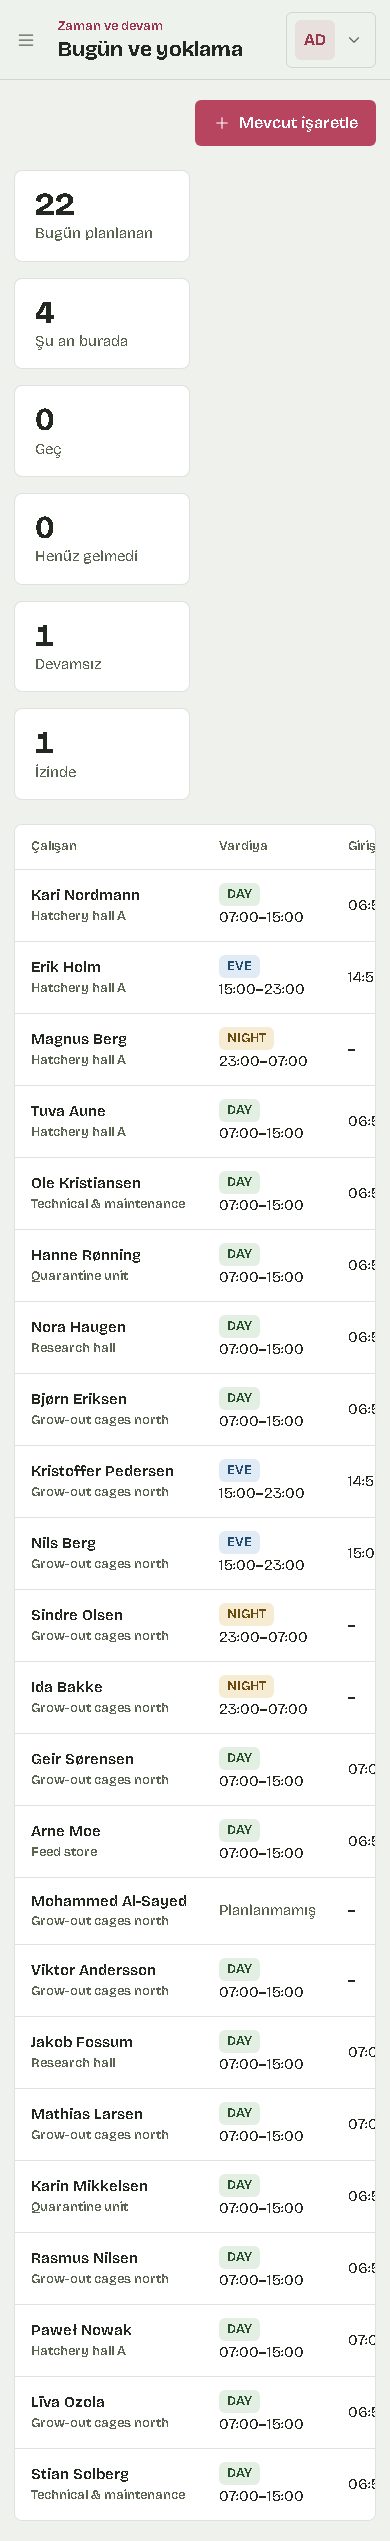 Zaman ve devam
Bugün ve yoklama
AD
Mevcut işaretle
22
Bugün planlanan
4
Şu an burada
0
Geç
0
Henüz gelmedi
1
Devamsız
1
İzinde
Çalışan Vardiya Giriş
Kari Nordmann DAY
Hatchery hall A 07:00–15:00
Erik Holm EVE
Hatchery hall A 15:00–23:00
Magnus Berg NIGHT –
Hatchery hall A 23:00–07:00
Tuva Aune DAY
Hatchery hall A 07:00–15:00
Ole Kristiansen DAY
Technical & maintenance 07:00–15:00
Hanne Rønning DAY
Quarantine unit 07:00–15:00
Nora Haugen DAY
Research hall 07:00–15:00
Bjørn Eriksen DAY
Grow-out cages north 07:00–15:00
Kristoffer Pedersen EVE
Grow-out cages north 15:00–23:00
Nils Berg EVE
Grow-out cages north 15:00–23:00
Sindre Olsen NIGHT –
Grow-out cages north 23:00–07:00
Ida Bakke NIGHT –
Grow-out cages north 23:00–07:00
Geir Sørensen DAY
Grow-out cages north 07:00–15:00
Arne Moe DAY
Feed store 07:00–15:00
Mohammed Al-Sayed Planlanmamış –
Grow-out cages north
Viktor Andersson DAY –
Grow-out cages north 07:00–15:00
Jakob Fossum DAY
Research hall 07:00–15:00
Mathias Larsen DAY
Grow-out cages north 07:00–15:00
Karin Mikkelsen DAY
Quarantine unit 07:00–15:00
Rasmus Nilsen DAY
Grow-out cages north 07:00–15:00
Paweł Nowak DAY
Hatchery hall A 07:00–15:00
Līva Ozola DAY
Grow-out cages north 07:00–15:00
Stian Solberg DAY
Technical & maintenance 07:00–15:00